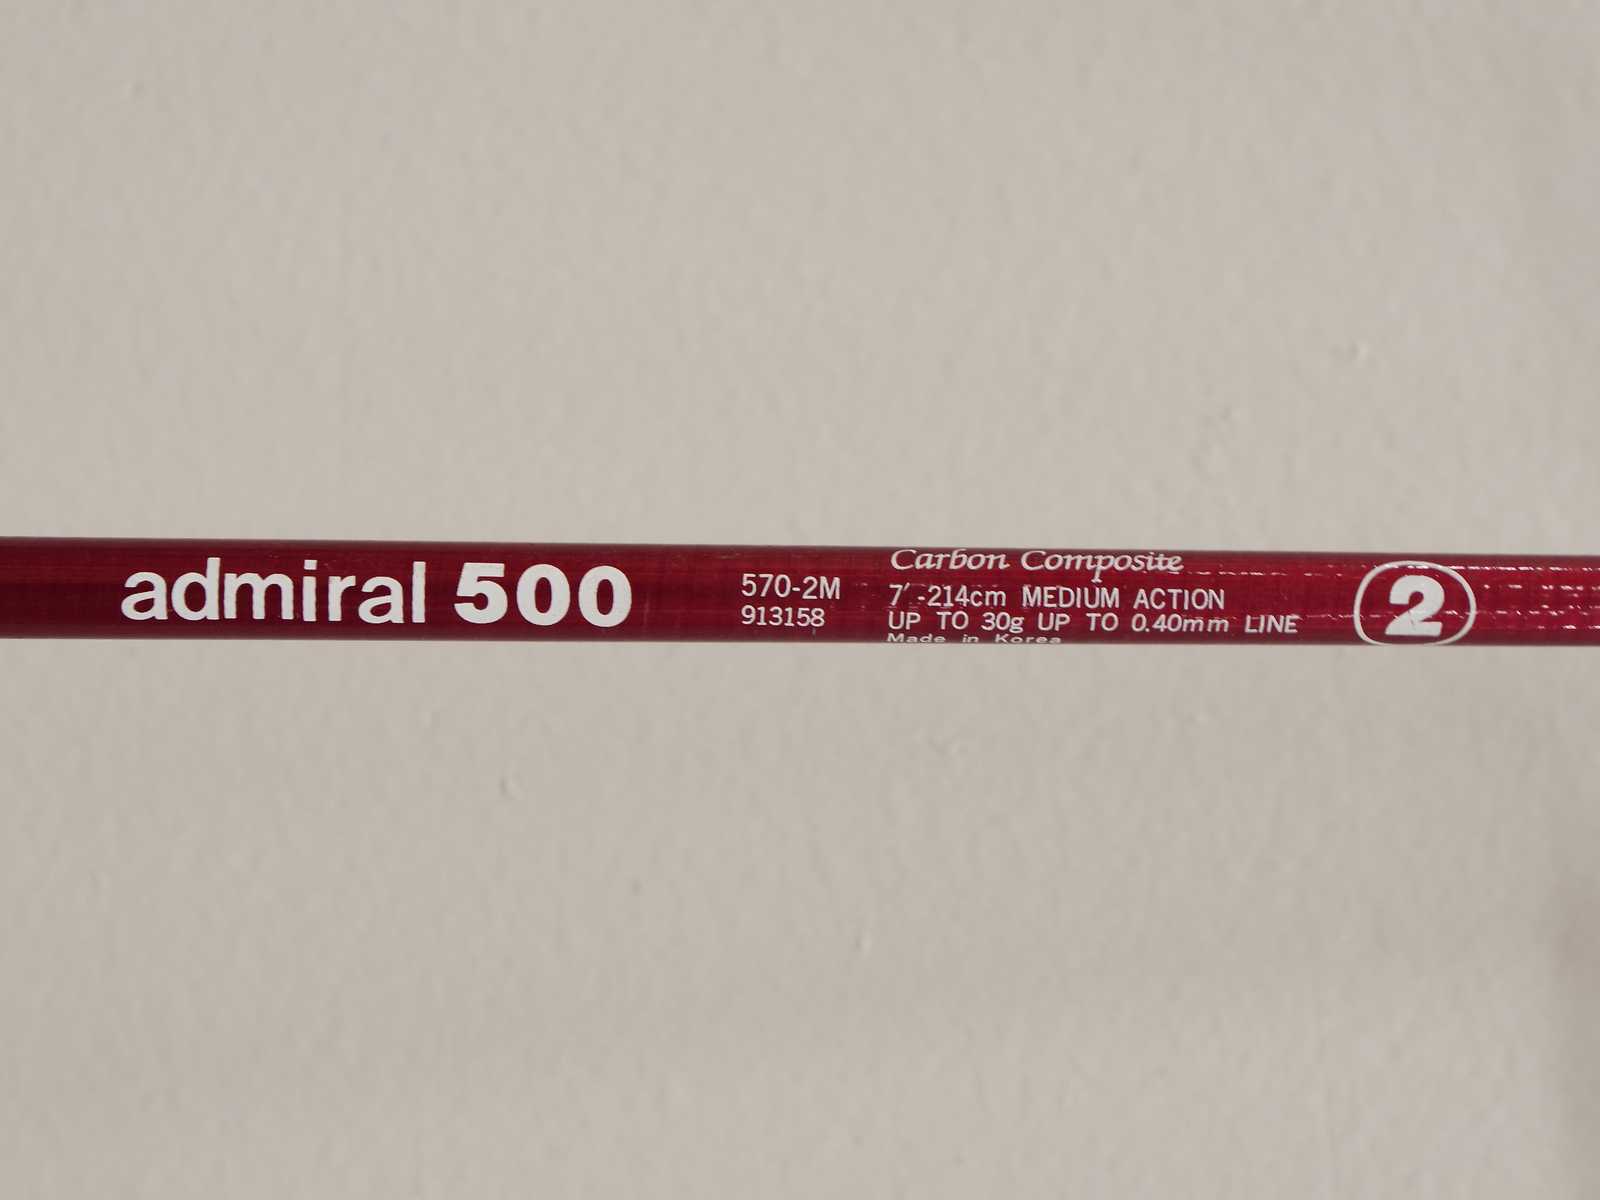 admiral 500
570-2M
913158
Carbon Composite
7'-214cm MEDIUM ACTION
UP TO 30g UP TO 0.40mm LINE
Made in Korea
2